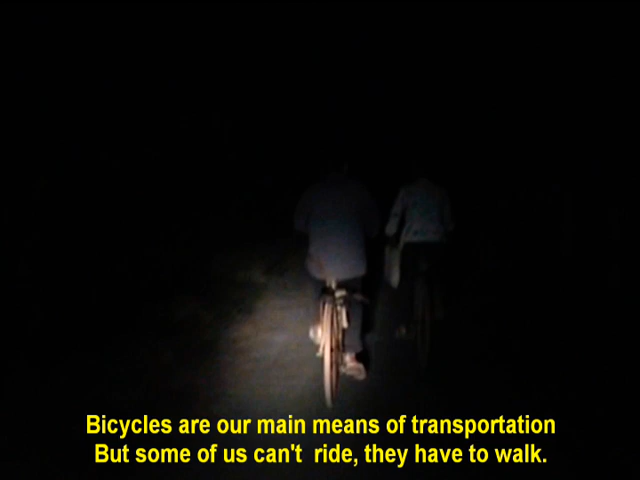 Bicycles are our main means of transportation
But some of us can't  ride, they have to walk.